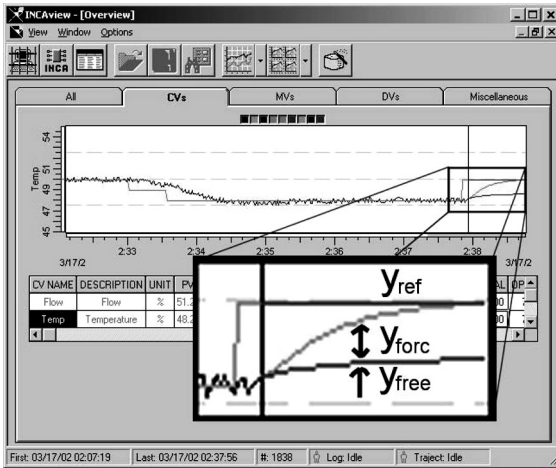 INCAview - [Overview]
View Window Options
INCA
All CVs MVs DVs Miscellaneous
54
51
49
47
45
Temp
2:33 2:34 2:35 2:36 2:37 2:38
3/17/2 3/17/2
CV NAME DESCRIPTION UNIT
Flow Flow % 51.2
Temp Temperature % 48.2
yref
yforc
yfree
First: 03/17/02 02:07:19 Last: 03/17/02 02:37:56 #: 1838 Log: Idle Traject: Idle